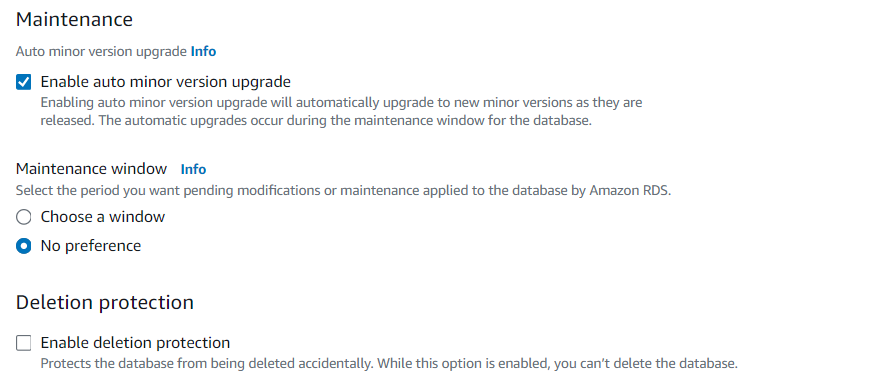 Maintenance
Auto minor version upgrade Info
Enable auto minor version upgrade
Enabling auto minor version upgrade will automatically upgrade to new minor versions as they are
released. The automatic upgrades occur during the maintenance window for the database.
Maintenance window Info
Select the period you want pending modifications or maintenance applied to the database by Amazon RDS.
Choose a window
No preference
Deletion protection
Enable deletion protection
Protects the database from being deleted accidentally. While this option is enabled, you can’t delete the database.